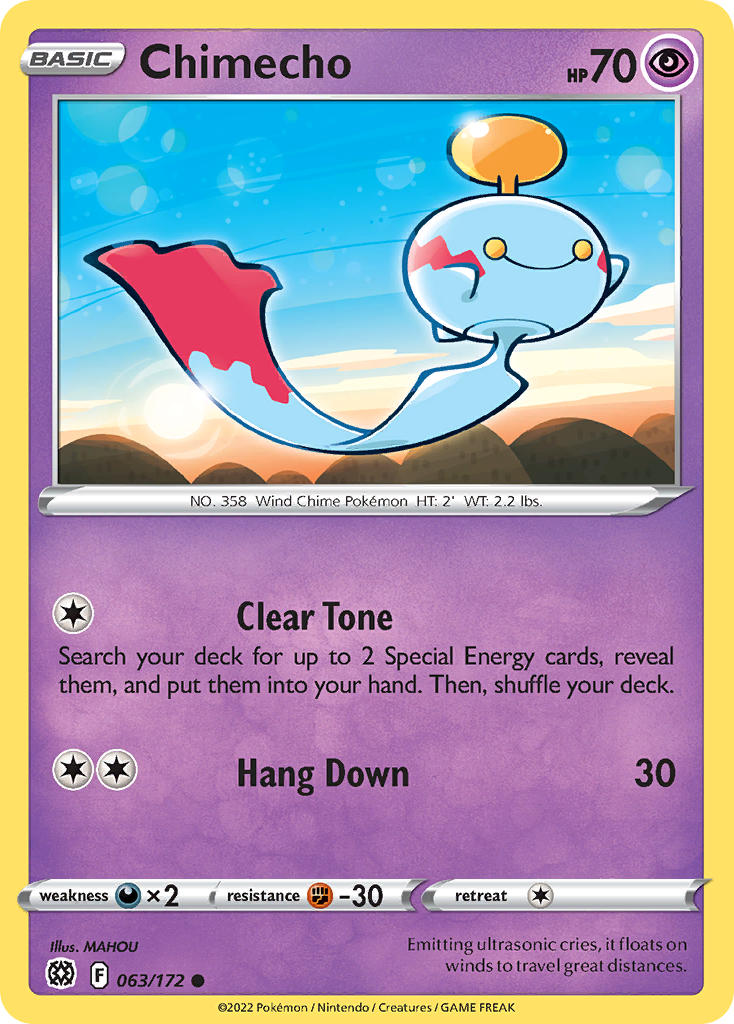 BASIC Chimecho HP 70
NO. 358 Wind Chime Pokémon HT: 2' WT: 2.2 lbs.
Clear Tone
Search your deck for up to 2 Special Energy cards, reveal
them, and put them into your hand. Then, shuffle your deck.
Hang Down 30
weakness ×2 resistance -30 retreat
Illus. MAHOU
Emitting ultrasonic cries, it floats on
winds to travel great distances.
F 063/172
©2022 Pokémon / Nintendo / Creatures / GAME FREAK